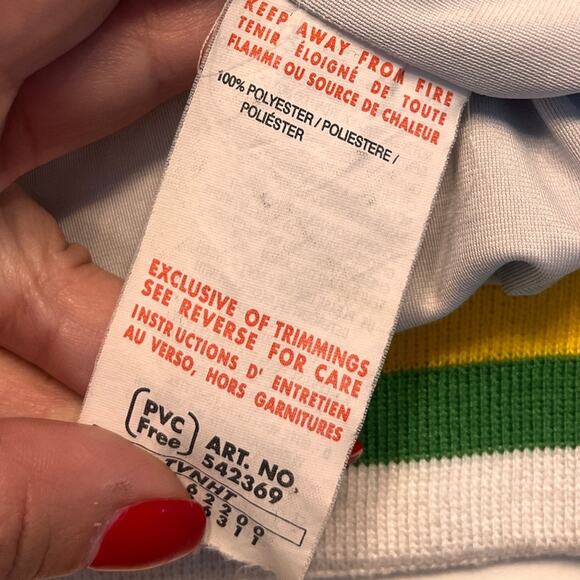 KEEP AWAY FROM FIRE
TENIR ÉLOIGNÉ DE TOUTE
FLAMME OU SOURCE DE CHALEUR
100% POLYESTER / POLIESTERE /
POLIÉSTER
EXCLUSIVE OF TRIMMINGS
SEE REVERSE FOR CARE
INSTRUCTIONS D' ENTRETIEN
AU VERSO, HORS GARNITURES
PVC
Free
ART. NO.
542369